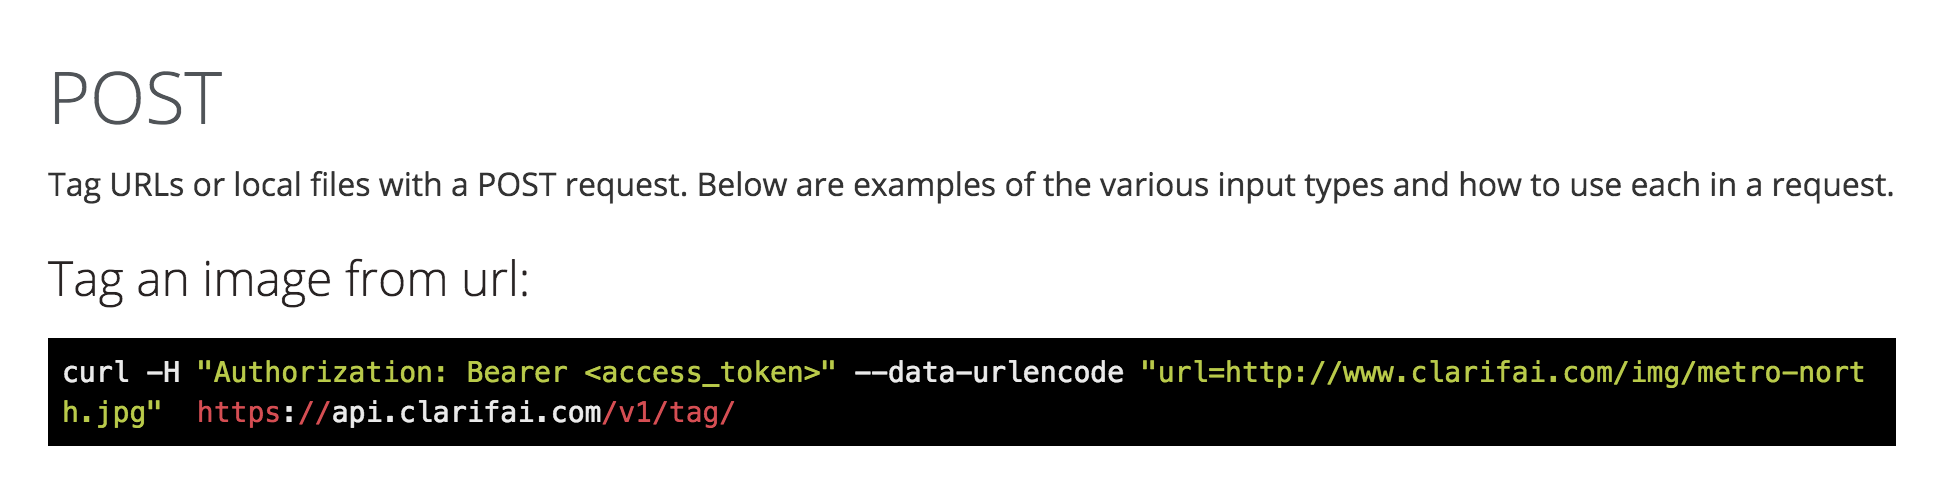 POST
Tag URLs or local files with a POST request. Below are examples of the various input types and how to use each in a request.
Tag an image from url:
curl -H "Authorization: Bearer <access_token>" --data-urlencode "url=http://www.clarifai.com/img/metro-nort
h.jpg"  https://api.clarifai.com/v1/tag/